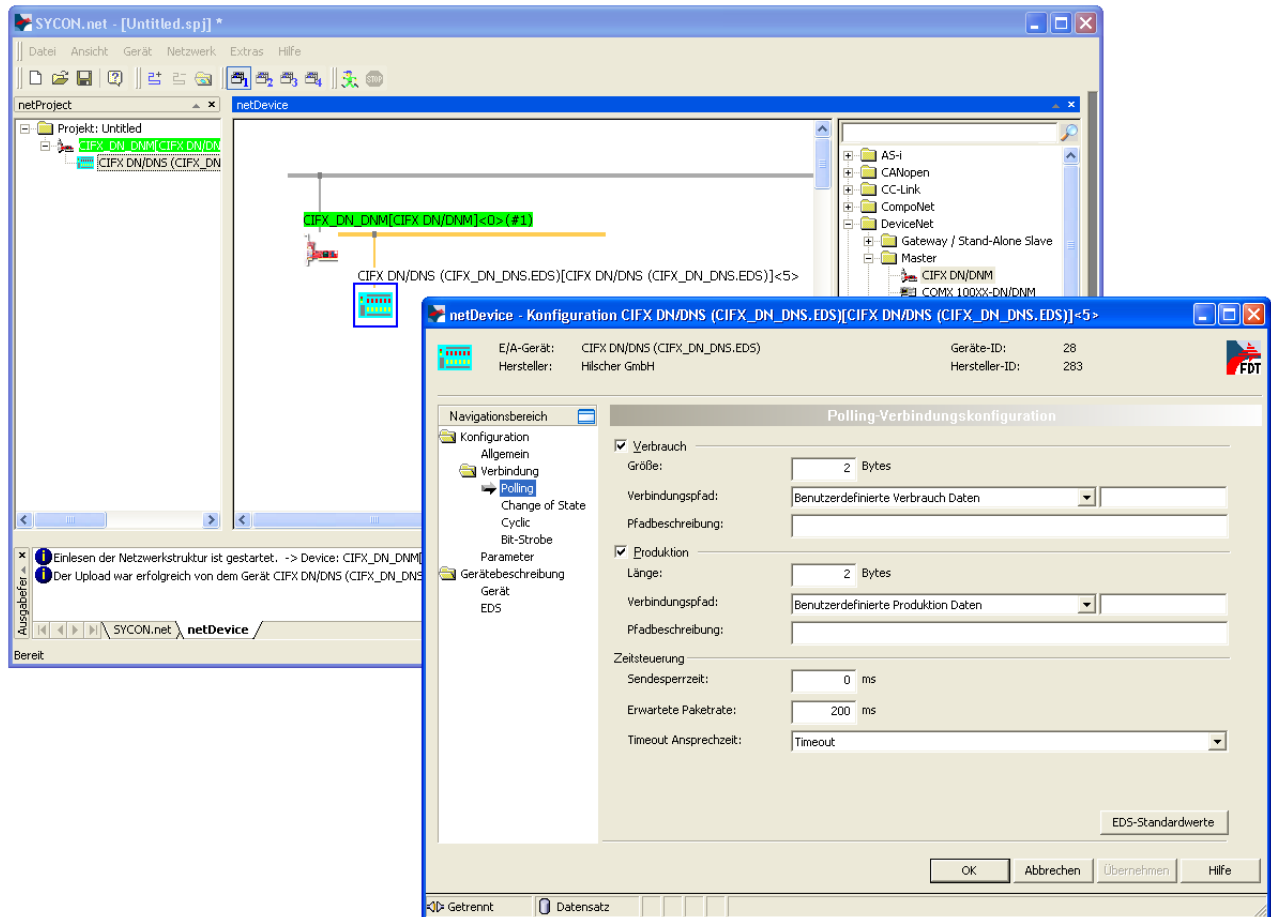 SYCON.net - [Untitled.spj] *
Datei Ansicht Gerät Netzwerk Extras Hilfe
netProject
netDevice
Projekt: Untitled
CIFX_DN_DNM[CIFX DN/DN
CIFX DN/DNS (CIFX_DN
CIFX_DN_DNM[CIFX DN/DNM]<0>(#1)
CIFX DN/DNS (CIFX_DN_DNS.EDS)[CIFX DN/DNS (CIFX_DN_DNS.EDS)]<5>
AS-i
CANopen
CC-Link
CompoNet
DeviceNet
Gateway / Stand-Alone Slave
Master
CIFX DN/DNM
COMX 100XX-DN/DNM
Einlesen der Netzwerkstruktur ist gestartet. -> Device: CIFX_DN_DNM[
Der Upload war erfolgreich von dem Gerät CIFX DN/DNS (CIFX_DN_DNS
Ausgabefer
SYCON.net netDevice
Bereit
netDevice - Konfiguration CIFX DN/DNS (CIFX_DN_DNS.EDS)[CIFX DN/DNS (CIFX_DN_DNS.EDS)]<5>
E/A-Gerät: CIFX DN/DNS (CIFX_DN_DNS.EDS) Geräte-ID: 28
Hersteller: Hilscher GmbH Hersteller-ID: 283
FDT
Navigationsbereich
Konfiguration
Allgemein
Verbindung
Polling
Change of State
Cyclic
Bit-Strobe
Parameter
Gerätebeschreibung
Gerät
EDS
Polling-Verbindungskonfiguration
Verbrauch
Größe: 2 Bytes
Verbindungspfad: Benutzerdefinierte Verbrauch Daten
Pfadbeschreibung:
Produktion
Länge: 2 Bytes
Verbindungspfad: Benutzerdefinierte Produktion Daten
Pfadbeschreibung:
Zeitsteuerung
Sendesperrzeit: 0 ms
Erwartete Paketrate: 200 ms
Timeout Ansprechzeit: Timeout
EDS-Standardwerte
OK Abbrechen Übernehmen Hilfe
Getrennt Datensatz